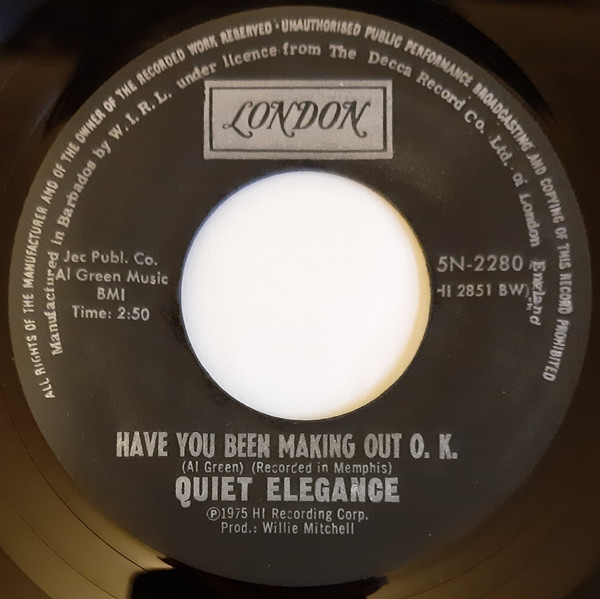 ALL RIGHTS OF THE MANUFACTURER AND OF THE OWNER OF THE RECORDED WORK RESERVED · UNAUTHORISED PUBLIC PERFORMANCE BROADCASTING AND COPYING OF THIS RECORD PROHIBITED
Manufactured in Barbados by W.I.R.L. under licence from The Decca Record Co. Ltd. of London England
LONDON
Jec Publ. Co.
Al Green Music
BMI
Time: 2:50
5N-2280
HI 2851 BW)
HAVE YOU BEEN MAKING OUT O. K.
(Al Green) (Recorded in Memphis)
QUIET ELEGANCE
℗1975 HI Recording Corp.
Prod.: Willie Mitchell